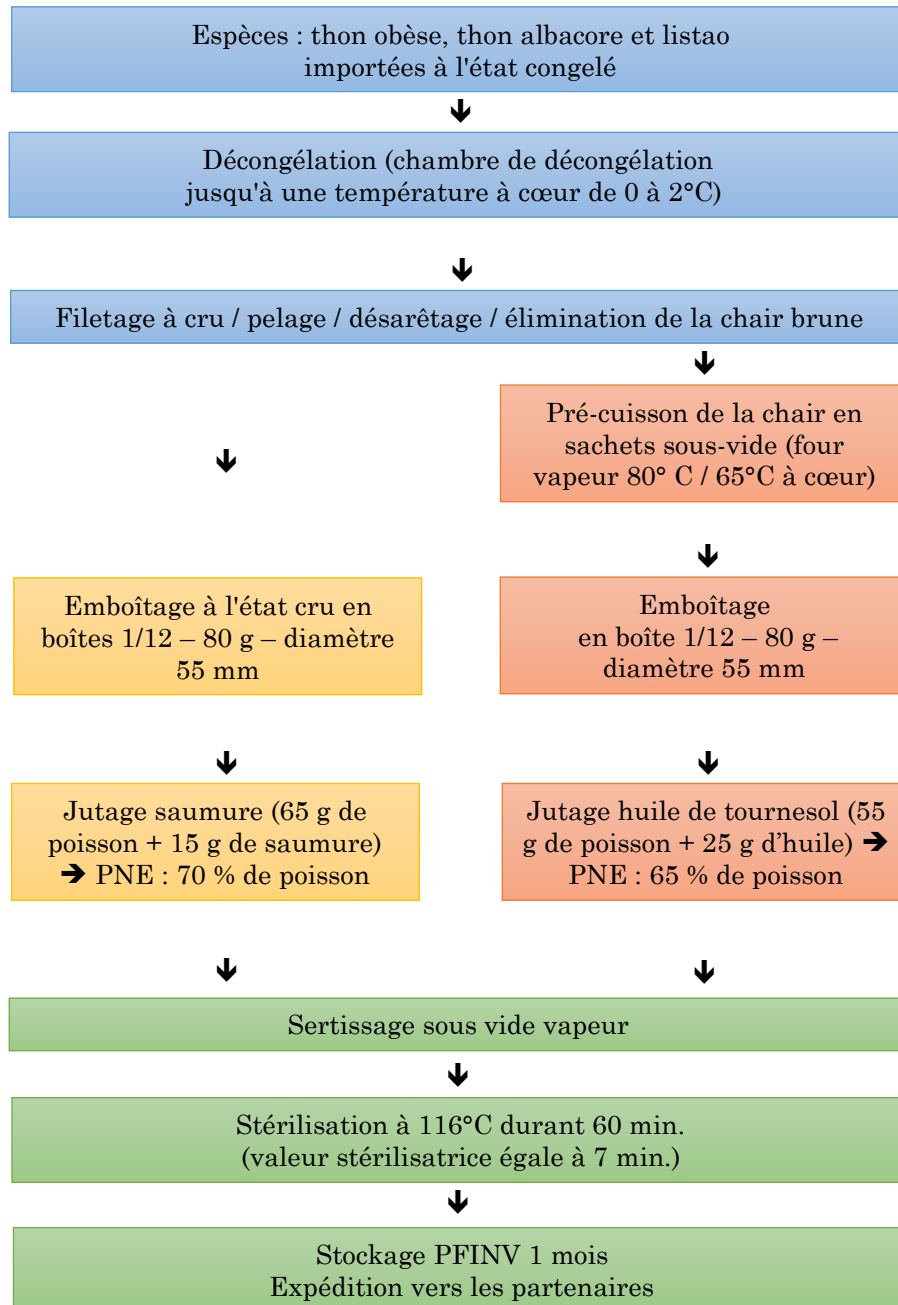 Espèces : thon obèse, thon albacore et listao
importées à l'état congelé
Décongélation (chambre de décongélation
jusqu'à une température à cœur de 0 à 2°C)
Filetage à cru / pelage / désarêtage / élimination de la chair brune
Pré-cuisson de la chair en
sachets sous-vide (four
vapeur 80° C / 65°C à cœur)
Emboîtage à l'état cru en
boîtes 1/12 – 80 g – diamètre
55 mm
Emboîtage
en boîte 1/12 – 80 g –
diamètre 55 mm
Jutage saumure (65 g de
poisson + 15 g de saumure)
➔ PNE : 70 % de poisson
Jutage huile de tournesol (55
g de poisson + 25 g d’huile) ➔
PNE : 65 % de poisson
Sertissage sous vide vapeur
Stérilisation à 116°C durant 60 min.
(valeur stérilisatrice égale à 7 min.)
Stockage PFINV 1 mois
Expédition vers les partenaires